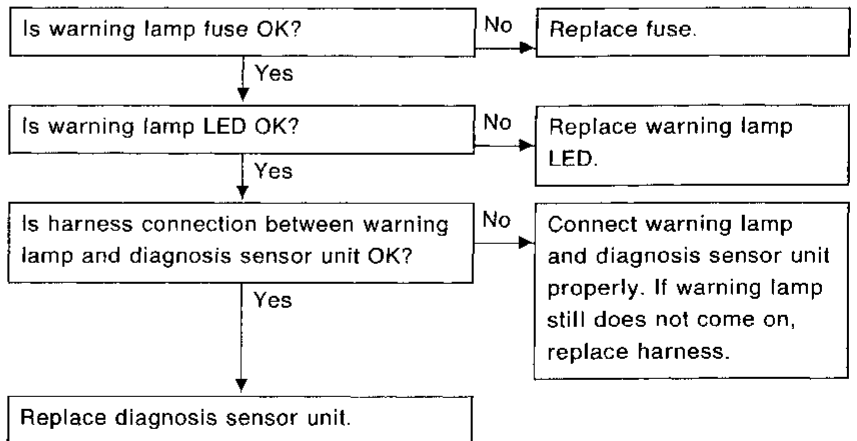 Is warning lamp fuse OK?
No
Replace fuse.
Yes
Is warning lamp LED OK?
No
Replace warning lamp
LED.
Yes
Is harness connection between warning
lamp and diagnosis sensor unit OK?
No
Connect warning lamp
and diagnosis sensor unit
properly. If warning lamp
still does not come on,
replace harness.
Yes
Replace diagnosis sensor unit.